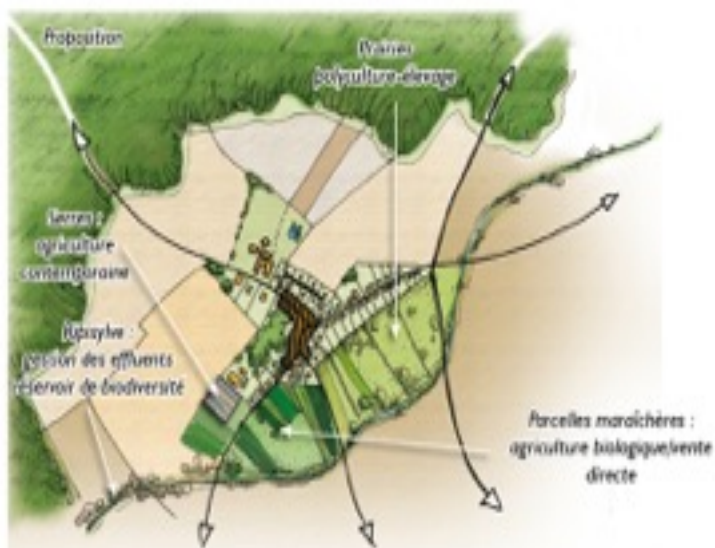 Proposition
Prairies
polyculture-élevage
Serres :
agriculture
contemporaine
Ripisylve :
gestion des effluents
réservoir de biodiversité
Parcelles maraîchères :
agriculture biologique/vente
directe